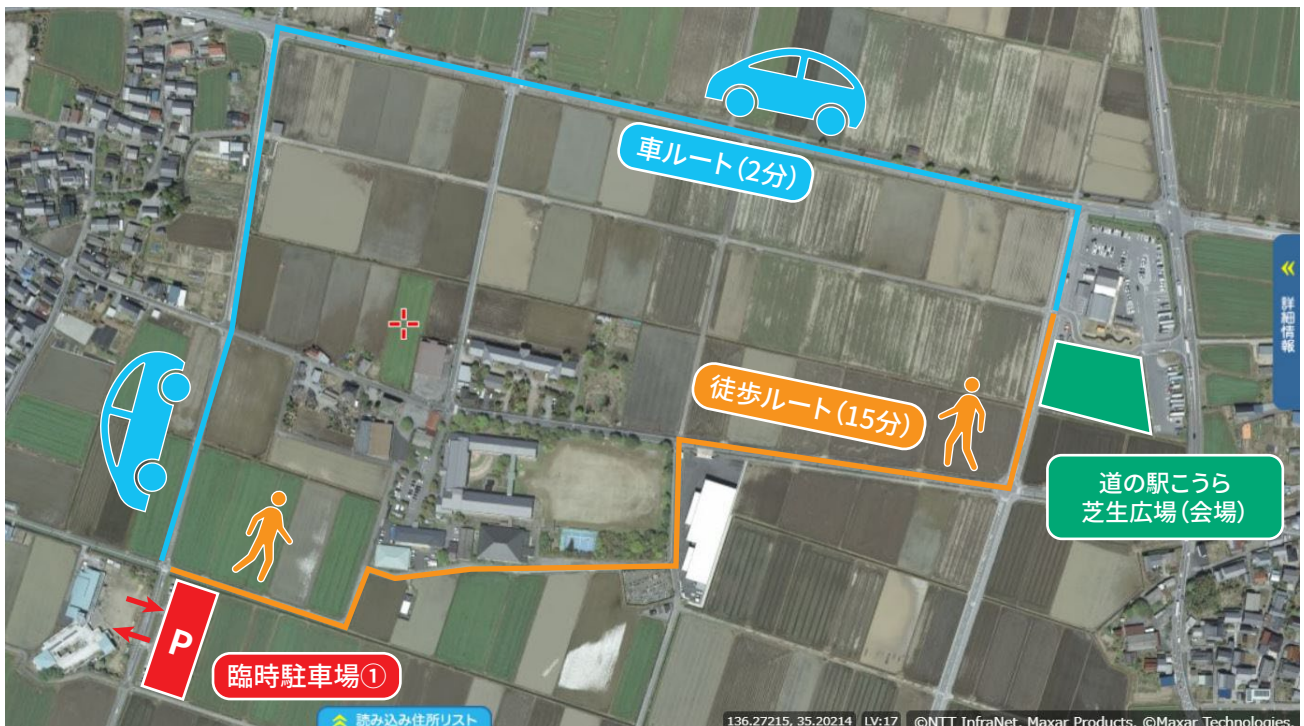 車ルート(2分)
詳細情報
徒歩ルート(15分)
道の駅こうら
芝生広場(会場)
P
臨時駐車場①
読み込み住所リスト
136.27215, 35.20214 LV:17 ©NTT InfraNet, Maxar Products, ©Maxar Technologies.